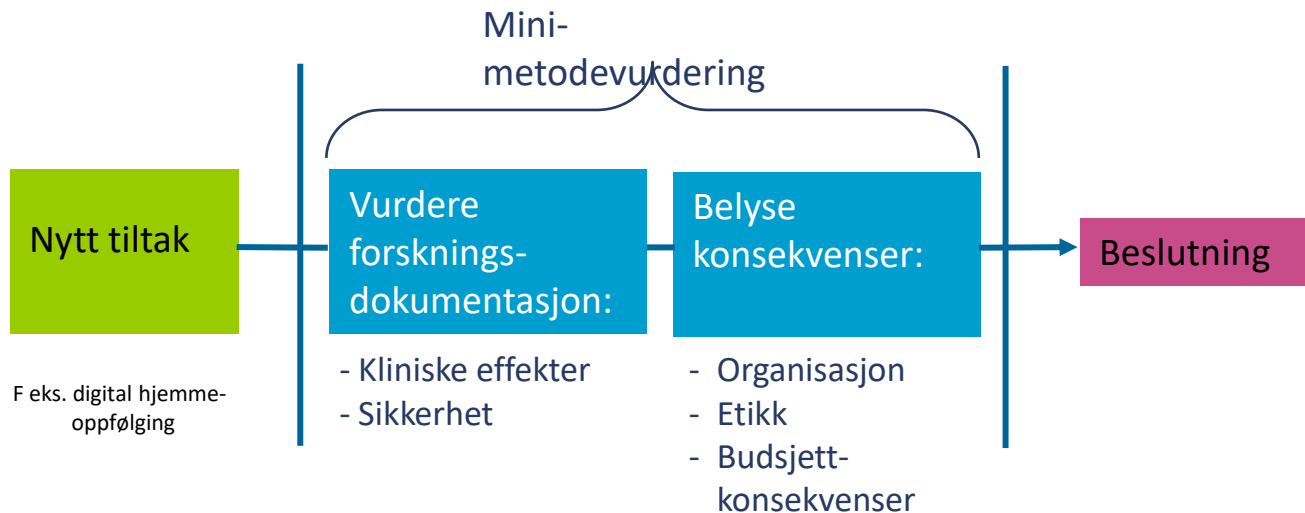 Mini-
metodevurdering
Nytt tiltak
F eks. digital hjemme-
oppfølging
Vurdere
forsknings-
dokumentasjon:
- Kliniske effekter
- Sikkerhet
Belyse
konsekvenser:
- Organisasjon
- Etikk
- Budsjett-
konsekvenser
Beslutning